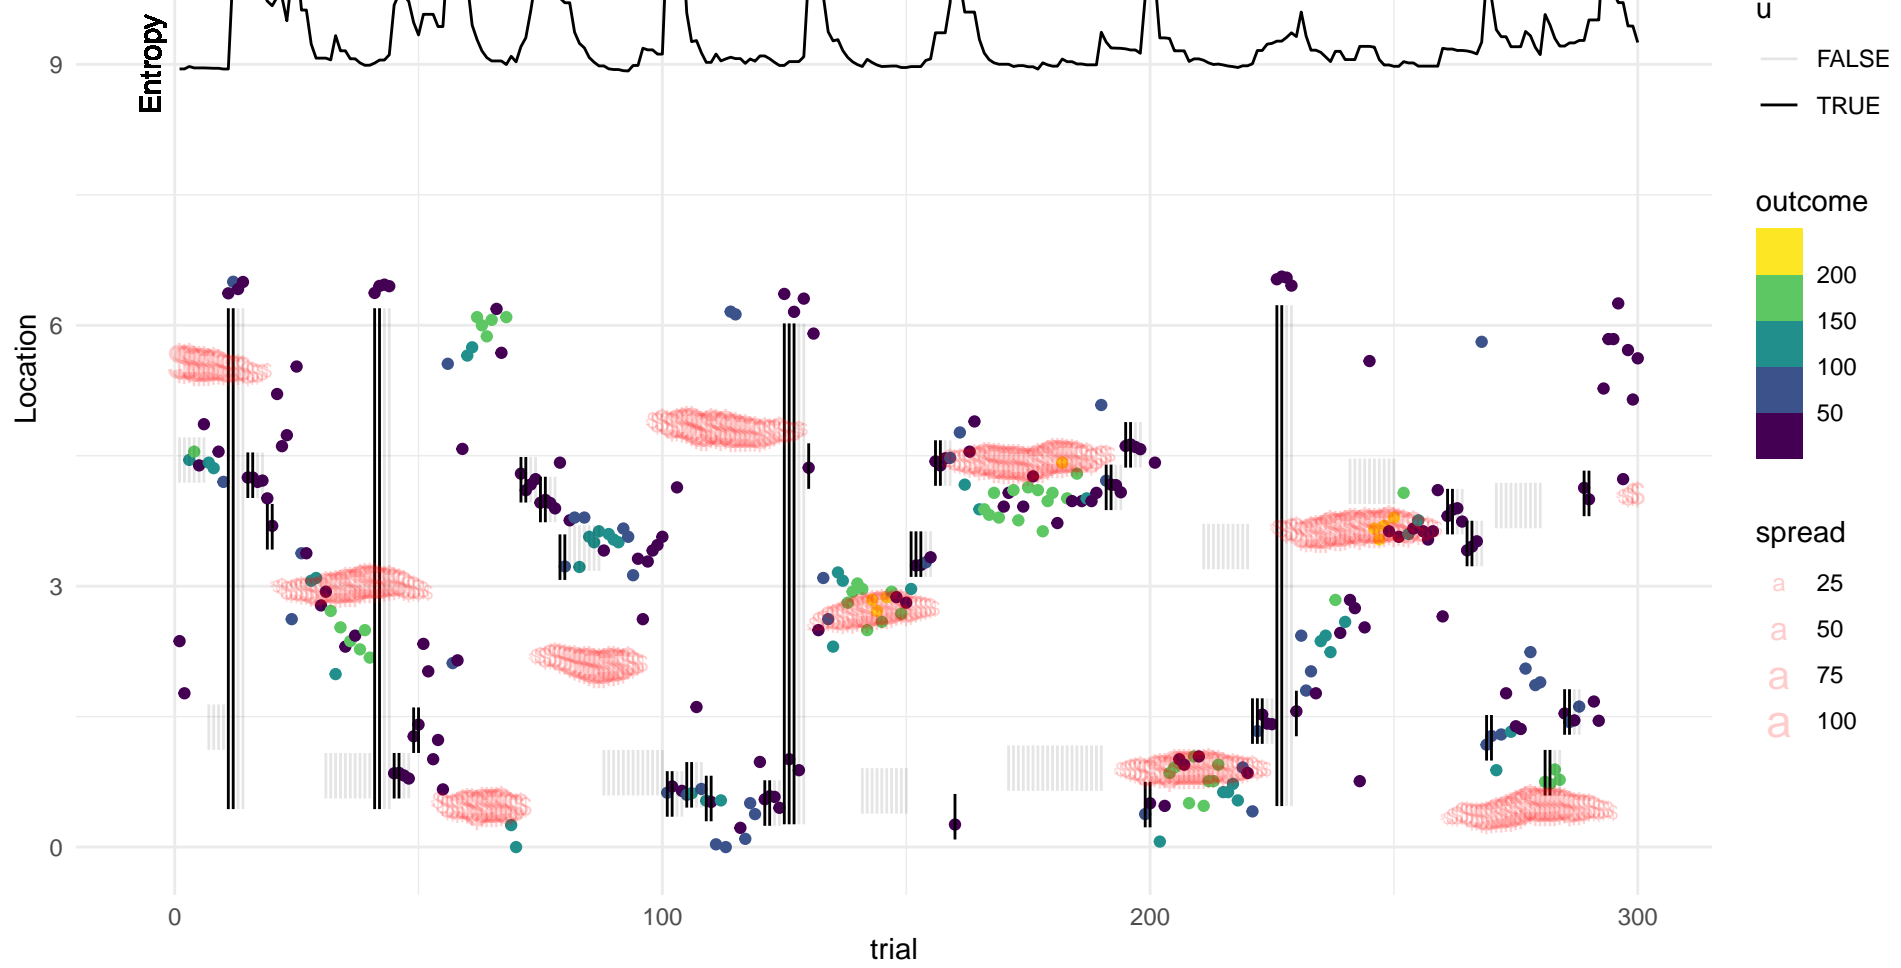 u
FALSE
TRUE
Entropy
9
6
3
0
Location
0 100 200 300
trial
outcome
200
150
100
50
spread
a 25
a 50
a 75
a 100